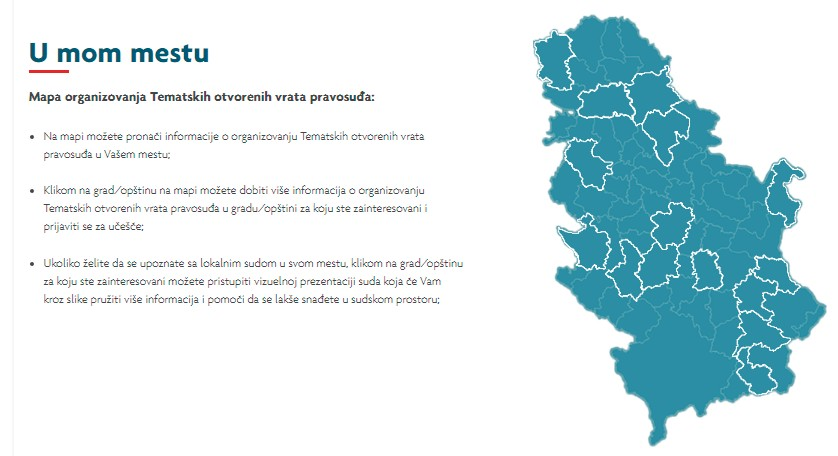 U mom mestu
Mapa organizovanja Tematskih otvorenih vrata pravosuđa:
• Na mapi možete pronači informacije o organizovanju Tematskih otvorenih vrata
pravosuđa u Vašem mestu;
• Klikom na grad/opštinu na mapi možete dobiti više informacija o organizovanju
Tematskih otvorenih vrata pravosuđa u gradu/opštini za koju ste zainteresovani i
prijaviti se za učešče;
• Ukoliko želite da se upoznate sa lokalnim sudom u svom mestu, klikom na grad/opštinu
za koju ste zainteresovani možete pristupiti vizuelnoj prezentaciji suda koja če Vam
kroz slike pružiti više informacija i pomoči da se lakše snađete u sudskom prostoru;